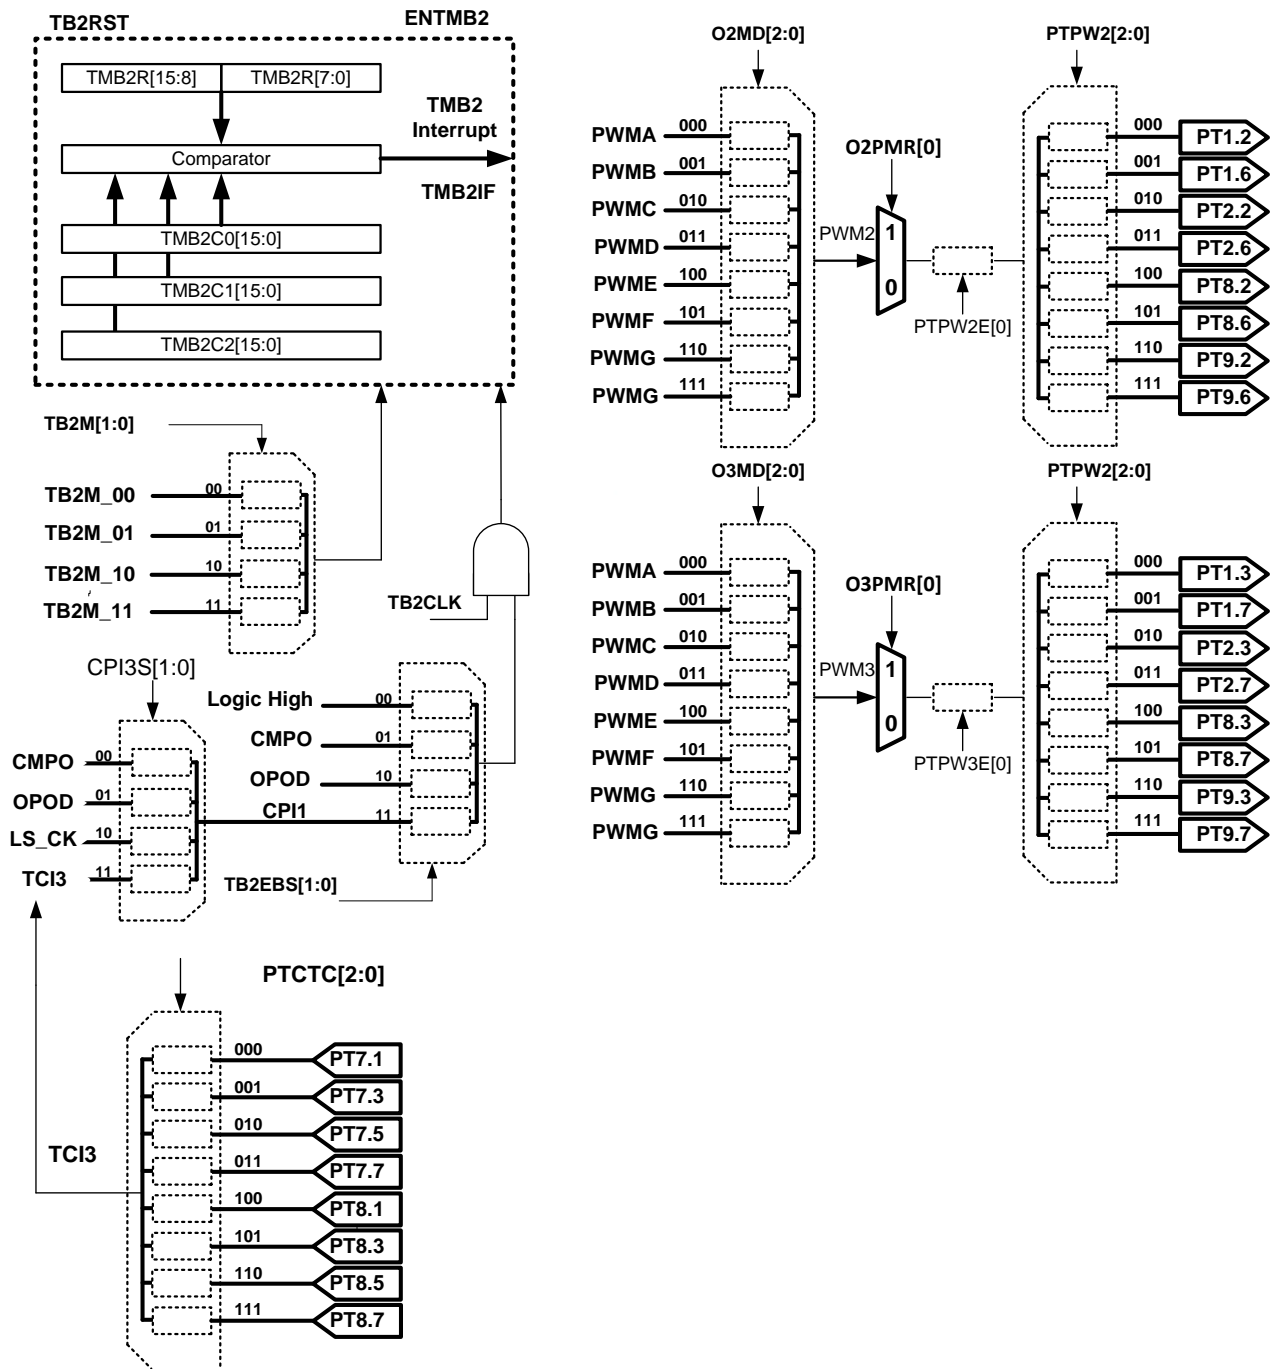 TB2RST
ENTMB2
TMB2R[15:8]
TMB2R[7:0]
TMB2
Interrupt
Comparator
TMB2IF
TMB2C0[15:0]
TMB2C1[15:0]
TMB2C2[15:0]
TB2M[1:0]
TB2M_00 00
TB2M_01 01
TB2M_10 10
TB2M_11 11
TB2CLK
CPI3S[1:0]
CMPO 00
OPOD 01
LS_CK 10
TCI3 11
Logic High 00
CMPO 01
OPOD 10
CPI1 11
TB2EBS[1:0]
PTCTC[2:0]
TCI3
000 PT7.1
001 PT7.3
010 PT7.5
011 PT7.7
100 PT8.1
101 PT8.3
110 PT8.5
111 PT8.7
O2MD[2:0]
PWMA 000
PWMB 001
PWMC 010
PWMD 011
PWME 100
PWMF 101
PWMG 110
PWMG 111
O2PMR[0]
PWM2
1
0
PTPW2E[0]
PTPW2[2:0]
000 PT1.2
001 PT1.6
010 PT2.2
011 PT2.6
100 PT8.2
101 PT8.6
110 PT9.2
111 PT9.6
O3MD[2:0]
PWMA 000
PWMB 001
PWMC 010
PWMD 011
PWME 100
PWMF 101
PWMG 110
PWMG 111
O3PMR[0]
PWM3
1
0
PTPW3E[0]
PTPW2[2:0]
000 PT1.3
001 PT1.7
010 PT2.3
011 PT2.7
100 PT8.3
101 PT8.7
110 PT9.3
111 PT9.7